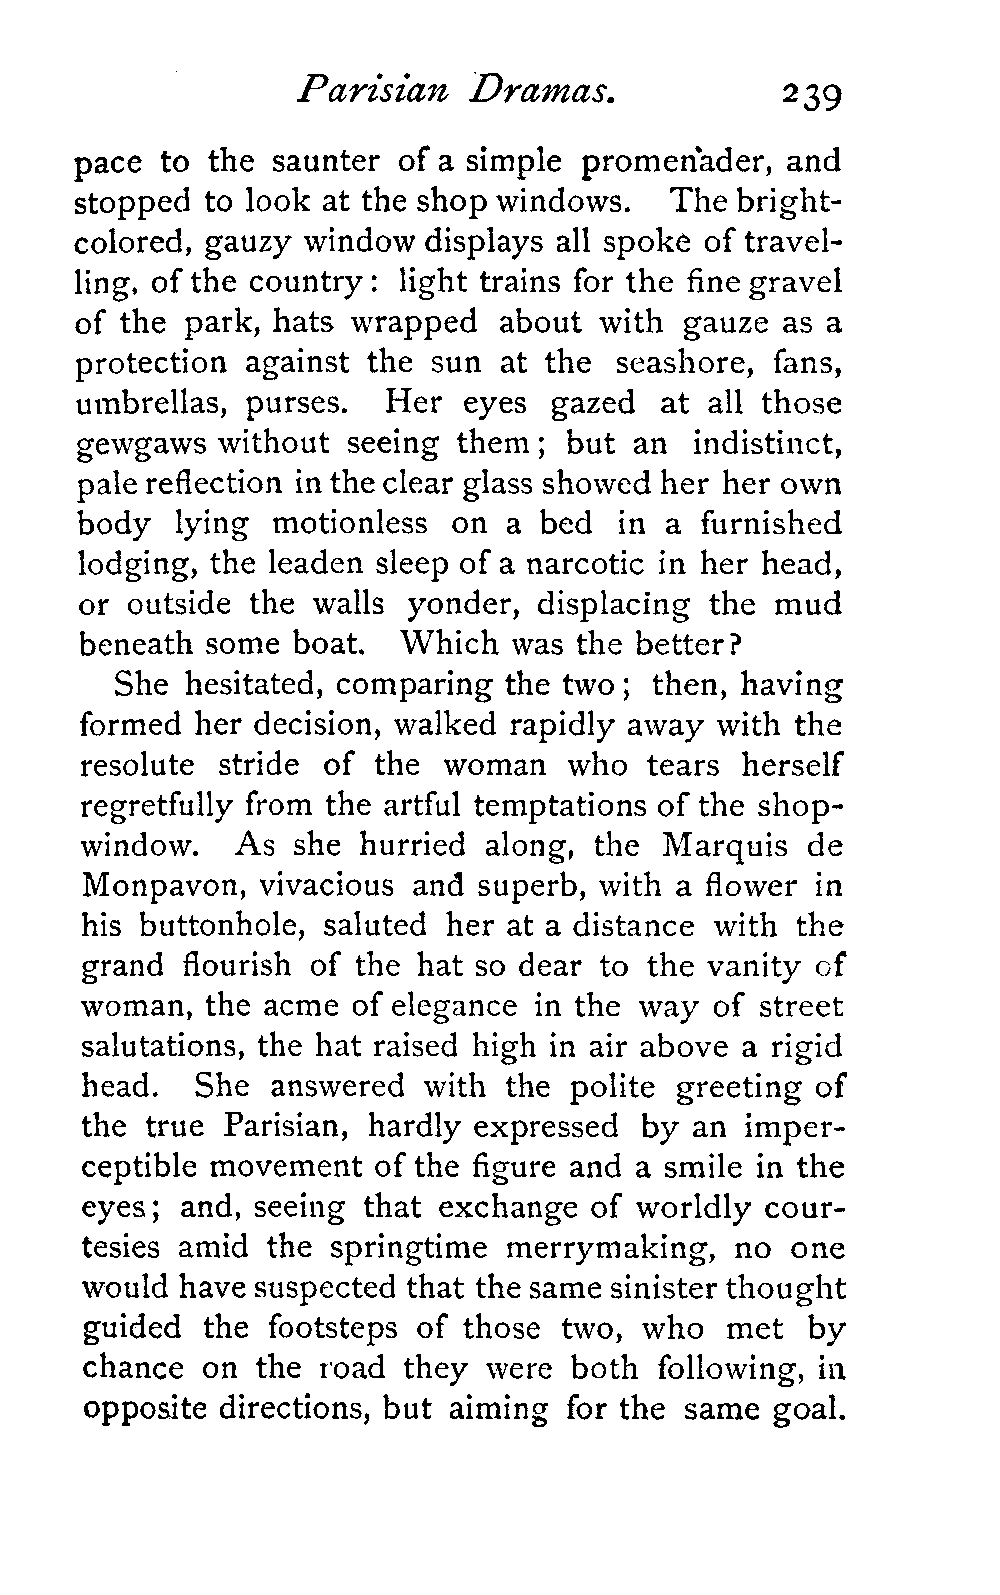 Parisian Dramas. 239
pace to the saunter of a simple promenader, and
stopped to look at the shop windows. The bright-
colored, gauzy window displays all spoke of travel-
ling, of the country: light trains for the fine gravel
of the park, hats wrapped about with gauze as a
protection against the sun at the seashore, fans,
umbrellas, purses. Her eyes gazed at all those
gewgaws without seeing them; but an indistinct,
pale reflection in the clear glass showed her her own
body lying motionless on a bed in a furnished
lodging, the leaden sleep of a narcotic in her head,
or outside the walls yonder, displacing the mud
beneath some boat. Which was the better?
She hesitated, comparing the two; then, having
formed her decision, walked rapidly away with the
resolute stride of the woman who tears herself
regretfully from the artful temptations of the shop-
window. As she hurried along, the Marquis de
Monpavon, vivacious and superb, with a flower in
his buttonhole, saluted her at a distance with the
grand flourish of the hat so dear to the vanity of
woman, the acme of elegance in the way of street
salutations, the hat raised high in air above a rigid
head. She answered with the polite greeting of
the true Parisian, hardly expressed by an imper-
ceptible movement of the figure and a smile in the
eyes; and, seeing that exchange of worldly cour-
tesies amid the springtime merrymaking, no one
would have suspected that the same sinister thought
guided the footsteps of those two, who met by
chance on the road they were both following, in
opposite directions, but aiming for the same goal.